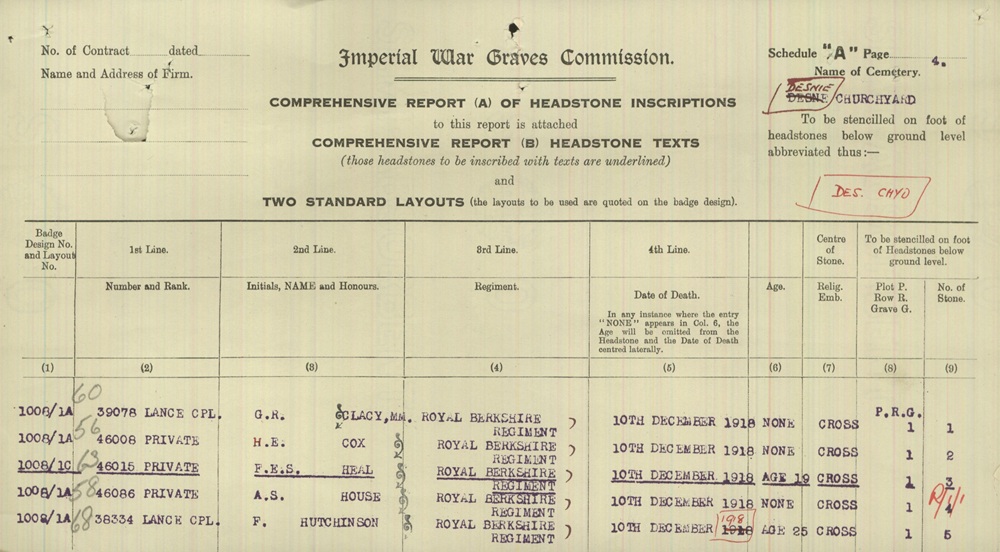 No. of Contract dated
Name and Address of Firm.
Imperial War Graves Commission.
COMPREHENSIVE REPORT (A) OF HEADSTONE INSCRIPTIONS
to this report is attached
COMPREHENSIVE REPORT (B) HEADSTONE TEXTS
(those headstones to be inscribed with texts are underlined)
and
TWO STANDARD LAYOUTS (the layouts to be used are quoted on the badge design).
Schedule "A" Page 4.
Name of Cemetery.
DESNIE
DESNE CHURCHYARD
To be stencilled on foot of
headstones below ground level
abbreviated thus:—
DES. CHYD
Badge
Design No.
and Layout
No.
1st Line.
2nd Line.
3rd Line.
4th Line.
Centre
of
Stone.
To be stencilled on foot
of Headstones below
ground level.
Number and Rank.
Initials, NAME and Honours.
Regiment.
Date of Death.
In any instance where the entry
"NONE" appears in Col. 6, the
Age will be omitted from the
Headstone and the Date of Death
centred laterally.
Age.
Relig.
Emb.
Plot P.
Row R.
Grave G.
No. of
Stone.
(1) (2) (3) (4) (5) (6) (7) (8) (9)
60
P.R.G.
1008/1A 39078 LANCE CPL. G.R. CLACY, MM. ROYAL BERKSHIRE ) 10TH DECEMBER 1918 NONE CROSS 1 1
REGIMENT
56
1008/1A 46008 PRIVATE H.E. COX ROYAL BERKSHIRE ) 10TH DECEMBER 1918 NONE CROSS 1 2
REGIMENT
1008/1C 63 46015 PRIVATE F.E.S. HEAL ROYAL BERKSHIRE ) 10TH DECEMBER 1918 AGE 19 CROSS 1 3
REGIMENT
1008/1A 58 46086 PRIVATE A.S. HOUSE ROYAL BERKSHIRE ) 10TH DECEMBER 1918 NONE CROSS 1 4
REGIMENT
1008/1A 68 38334 LANCE CPL. F. HUTCHINSON ROYAL BERKSHIRE ) 10TH DECEMBER 1918 AGE 25 CROSS 1 5
REGIMENT